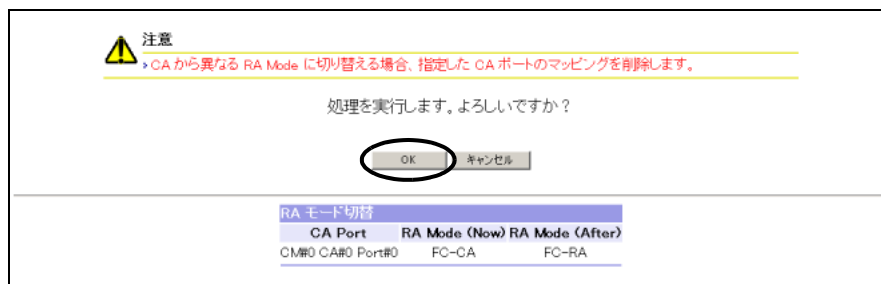 注意
CA から異なる RA Mode に切り替える場合、指定した CA ポートのマッピングを削除します。
処理を実行します。よろしいですか？
OK キャンセル
RA モード切替
CA Port RA Mode (Now) RA Mode (After)
CM#0 CA#0 Port#0 FC-CA FC-RA